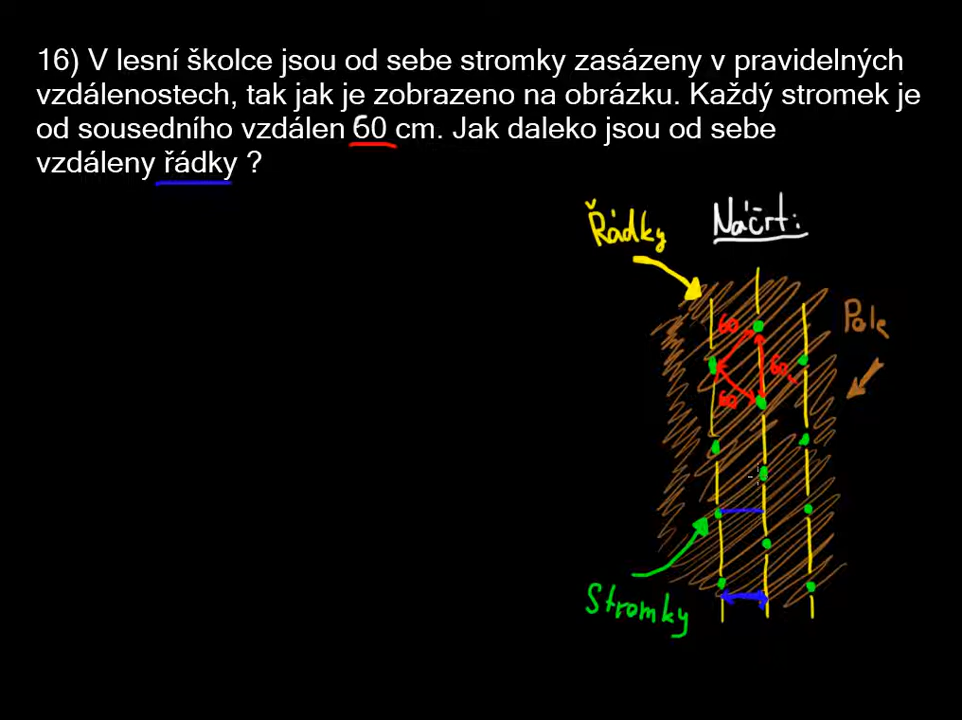 16) V lesní školce jsou od sebe stromky zasázeny v pravidelných
vzdálenostech, tak jak je zobrazeno na obrázku. Každý stromek je
od sousedního vzdálen 60 cm. Jak daleko jsou od sebe
vzdáleny řádky ?
Řádky
Náčrt:
Pole
60
60
60
Stromky